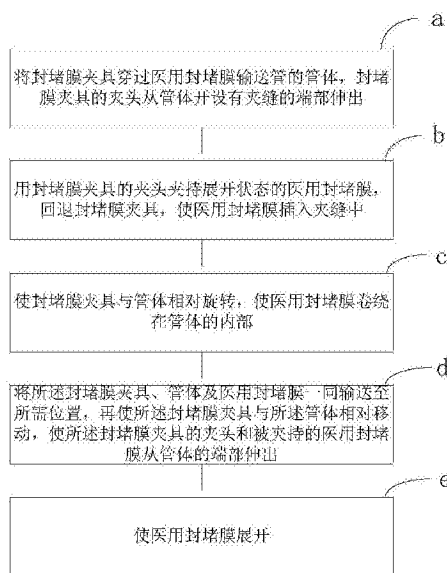 a
将封堵膜夹具穿过医用封堵膜输送管的管体，封堵
膜夹具的夹头从管体开设有夹缝的端部伸出
b
用封堵膜夹具的夹头夹持展开状态的医用封堵膜，
回退封堵膜夹具，使医用封堵膜插入夹缝中
c
使封堵膜夹具与管体相对旋转，使医用封堵膜卷绕
在管体的内部
d
将所述封堵膜夹具、管体及医用封堵膜一同输送至
所需位置，再使所述封堵膜夹具与所述管体相对移
动，使所述封堵膜夹具的夹头和被夹持的医用封堵
膜从管体的端部伸出
e
使医用封堵膜展开